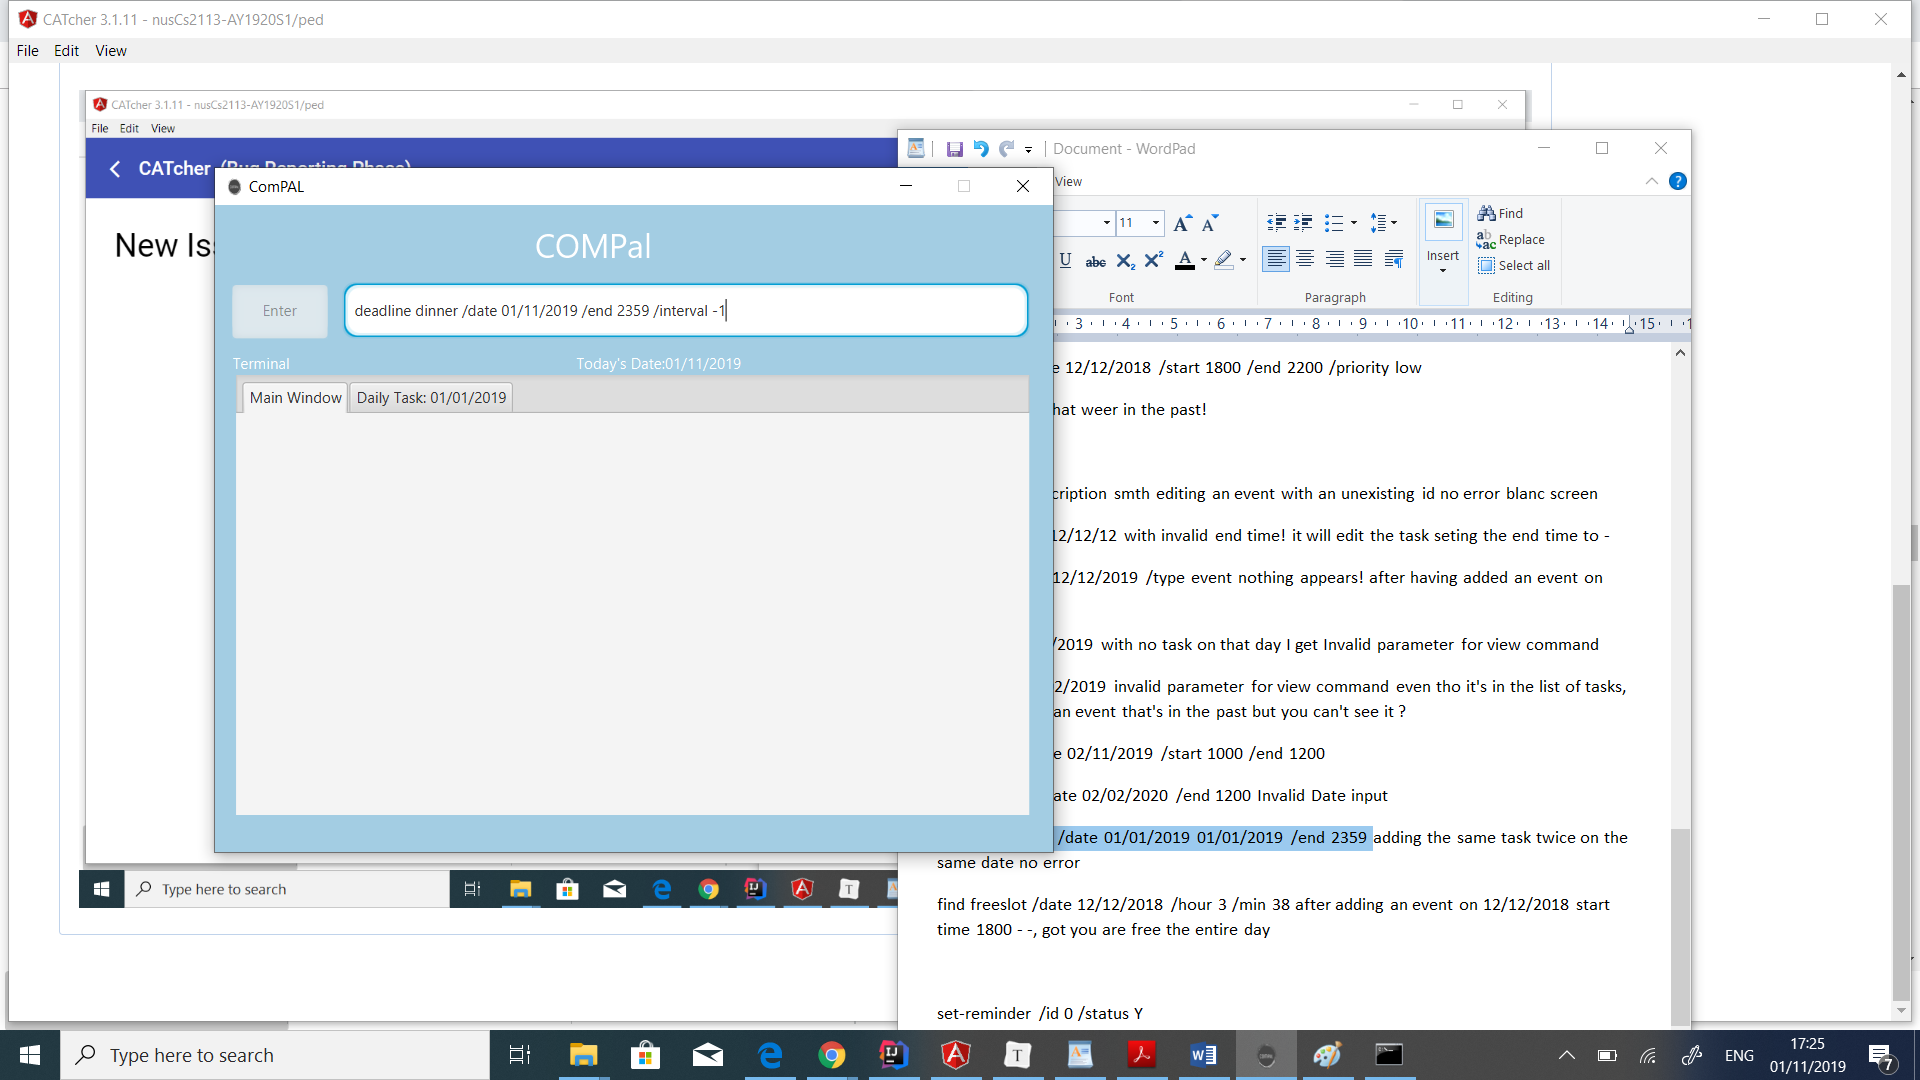 CATcher 3.1.11 - nusCs2113-AY1920S1/ped
File Edit View
CATcher 3.1.11 - nusCs2113-AY1920S1/ped
File Edit View
CATcher (Bug Reporting Phase)
New Is
ComPAL
COMPal
Enter
deadline dinner /date 01/11/2019 /end 2359 /interval -1
Terminal
Today's Date:01/11/2019
Main Window
Daily Task: 01/01/2019
Type here to search
Document - WordPad
View
11
Font
Paragraph
Insert
Find
Replace
Select all
Editing
3 4 5 6 7 8 9 10 11 12 13 14 15
e 12/12/2018 /start 1800 /end 2200 /priority low
hat weer in the past!
cription smth editing an event with an unexisting id no error blanc screen
12/12/12 with invalid end time! it will edit the task seting the end time to -
12/12/2019 /type event nothing appears! after having added an event on
/2019 with no task on that day I get Invalid parameter for view command
2/2019 invalid parameter for view command even tho it's in the list of tasks,
an event that's in the past but you can't see it ?
e 02/11/2019 /start 1000 /end 1200
ate 02/02/2020 /end 1200 Invalid Date input
/date 01/01/2019 01/01/2019 /end 2359 adding the same task twice on the
same date no error
find freeslot /date 12/12/2018 /hour 3 /min 38 after adding an event on 12/12/2018 start
time 1800 - -, got you are free the entire day
set-reminder /id 0 /status Y
Type here to search
ENG
17:25
01/11/2019
7